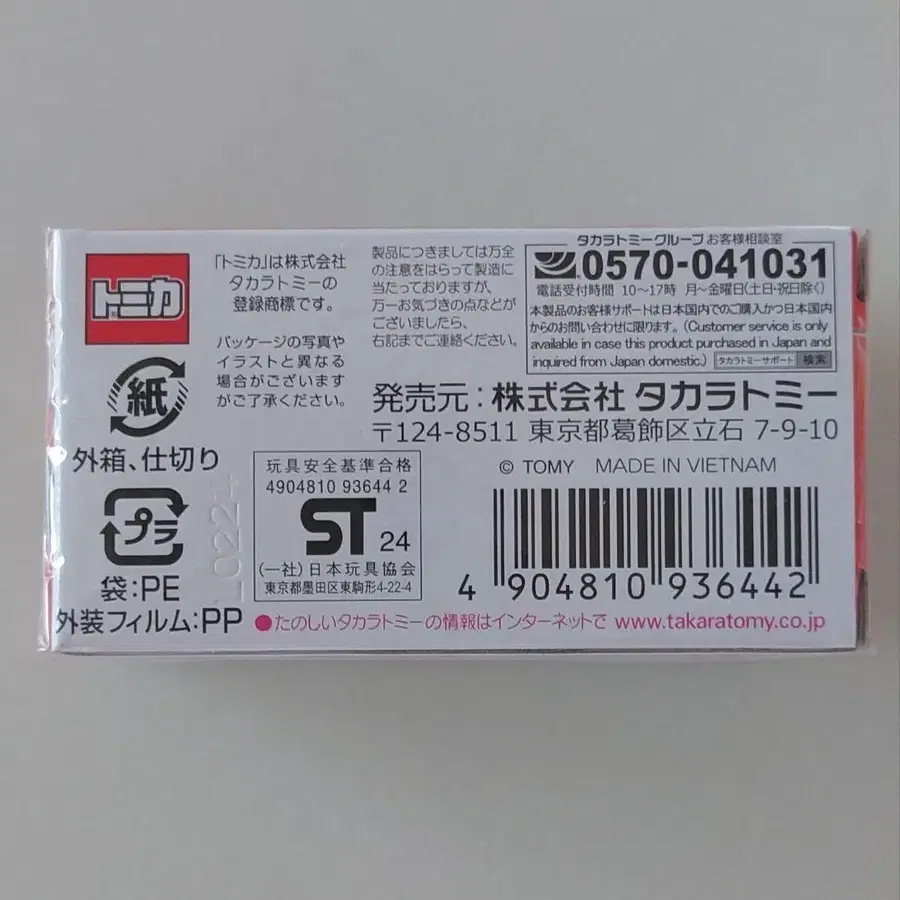 トミカ
®
「トミカ」は株式会社
タカラトミーの
登録商標です。
パッケージの写真や
イラストと異なる
場合がございます
がご了承ください。
製品につきましては万全
の注意をはらって製造に
当たっておりますが、
万一お気づきの点などが
ございましたら、
右記までご連絡ください。
タカラトミーグループ お客様相談室
0570-041031
電話受付時間 10〜17時 月〜金曜日(土日・祝日除く)
本製品のお客様サポートは日本国内でのご購入かつ日本国内
からのお問い合わせに限ります。(Customer service is only
available in case this product purchased in Japan and
inquired from Japan domestic.) タカラトミーサポート 検索
発売元:株式会社 タカラトミー
〒124-8511 東京都葛飾区立石 7-9-10
© TOMY MADE IN VIETNAM
紙
外箱、仕切り
プラ
袋:PE
外装フィルム:PP
玩具安全基準合格
4904810 93644 2
ST 24
(一社)日本玩具協会
東京都墨田区東駒形4-22-4
4 904810 936442
●たのしいタカラトミーの情報はインターネットで www.takaratomy.co.jp